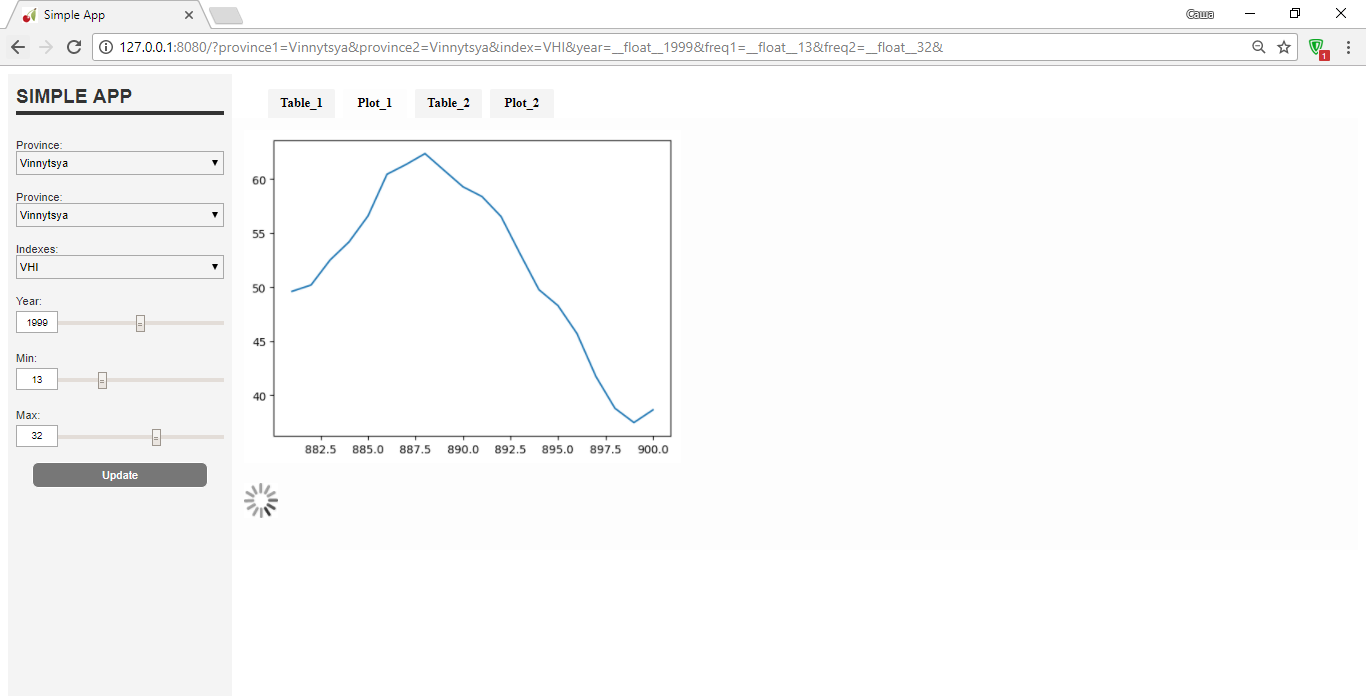 Simple App
Саша
127.0.0.1:8080/?province1=Vinnytsya&province2=Vinnytsya&index=VHI&year=__float__1999&freq1=__float__13&freq2=__float__32&
1
SIMPLE APP
Table_1 Plot_1 Table_2 Plot_2
Province:
Vinnytsya
Province:
Vinnytsya
Indexes:
VHI
Year:
1999
Min:
13
Max:
32
Update
60
55
50
45
40
882.5 885.0 887.5 890.0 892.5 895.0 897.5 900.0